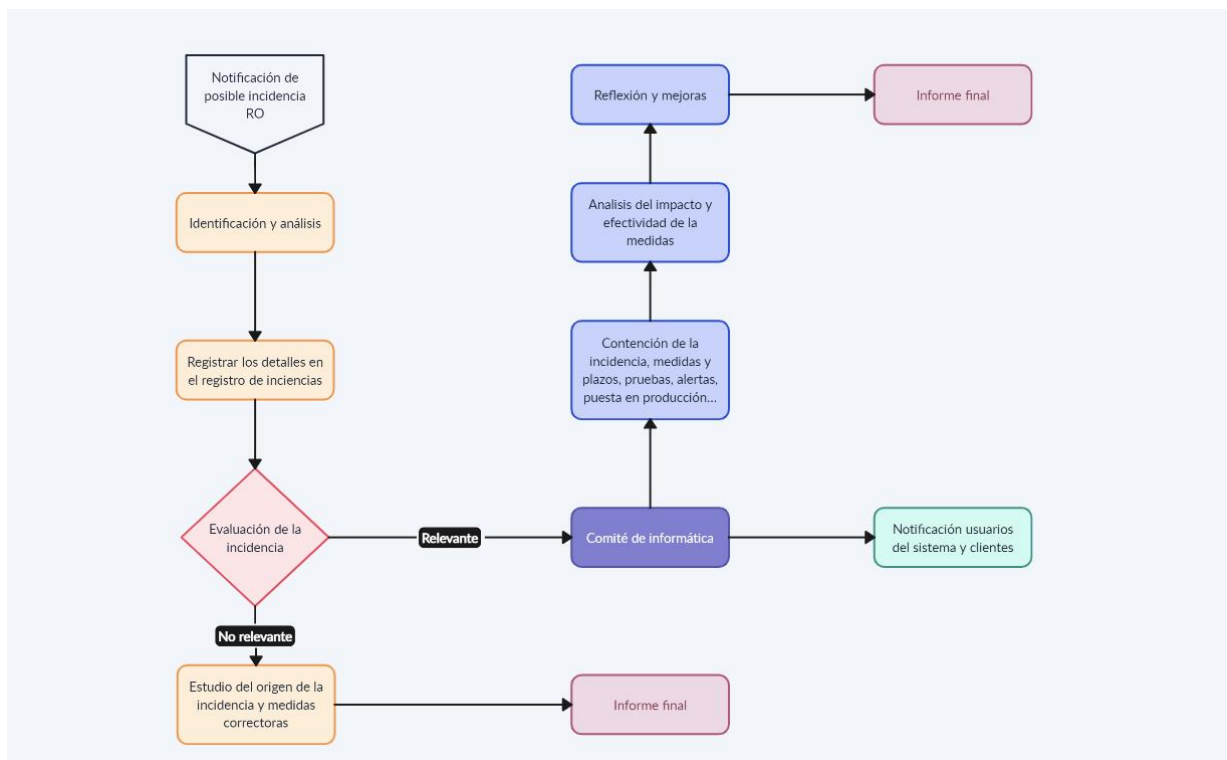 Notificación de
posible incidencia
RO
Identificación y análisis
Registrar los detalles en
el registro de inciencias
Evaluación de la
incidencia
No relevante
Estudio del origen de la
incidencia y medidas
correctoras
Informe final
Relevante
Comité de informática
Notificación usuarios
del sistema y clientes
Contención de la
incidencia, medidas y
plazos, pruebas, alertas,
puesta en producción...
Analisis del impacto y
efectividad de la
medidas
Reflexión y mejoras
Informe final